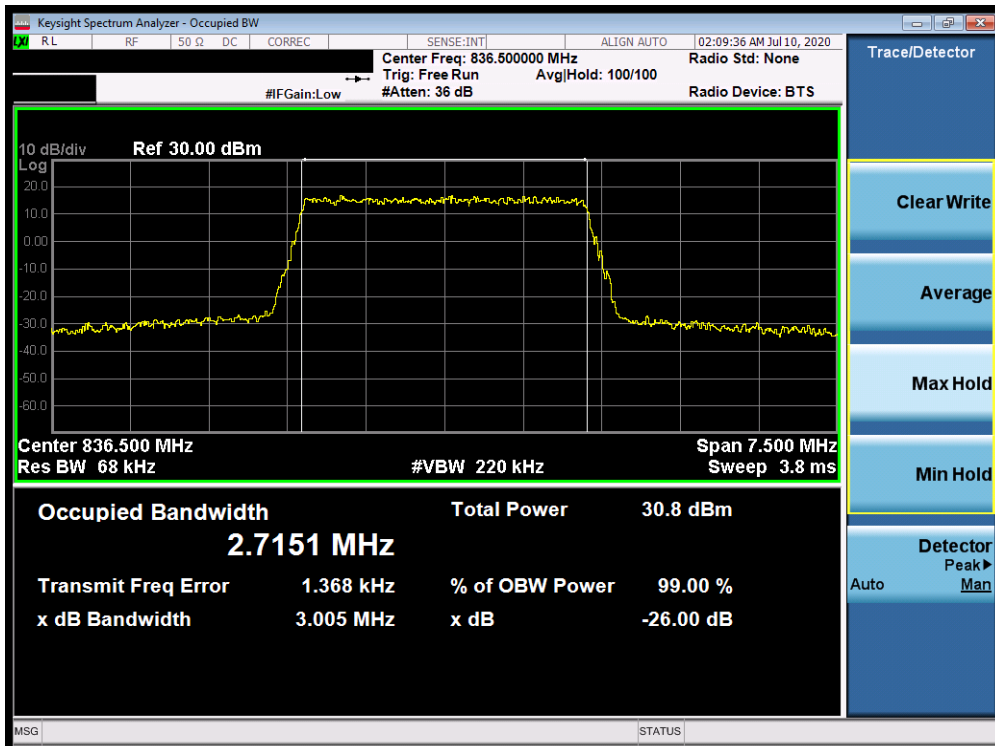 Keysight Spectrum Analyzer - Occupied BW
LXI RL RF 50 Ω DC CORREC SENSE:INT ALIGN AUTO 02:09:36 AM Jul 10, 2020
Center Freq: 836.500000 MHz Radio Std: None
Trig: Free Run Avg|Hold: 100/100
#IFGain:Low #Atten: 36 dB Radio Device: BTS
Trace/Detector
10 dB/div Ref 30.00 dBm
Log
20.0
10.0
0.00
-10.0
-20.0
-30.0
-40.0
-50.0
-60.0
Center 836.500 MHz Span 7.500 MHz
Res BW 68 kHz #VBW 220 kHz Sweep 3.8 ms
Occupied Bandwidth Total Power 30.8 dBm
2.7151 MHz
Transmit Freq Error 1.368 kHz % of OBW Power 99.00 %
x dB Bandwidth 3.005 MHz x dB -26.00 dB
Clear Write
Average
Max Hold
Min Hold
Detector
Peak▶
Auto Man
MSG STATUS